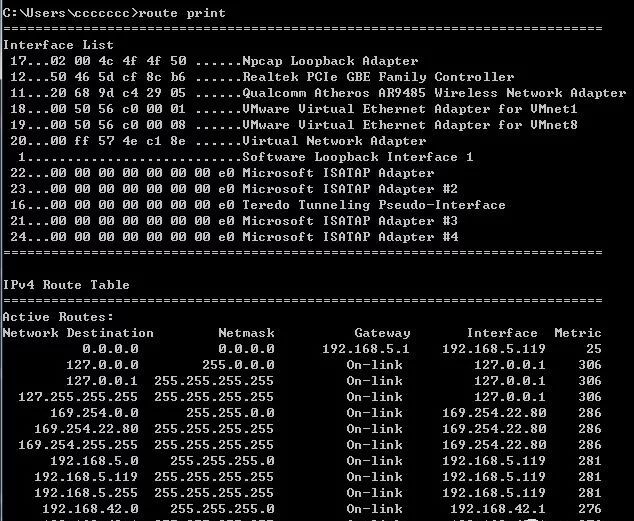 C:\Users\ccccccc>route print
===========================================================================
Interface List
17...02 00 4c 4f 4f 50 ......Npcap Loopback Adapter
12...50 46 5d cf 8c b6 ......Realtek PCIe GBE Family Controller
11...20 68 9d c4 29 05 ......Qualcomm Atheros AR9485 Wireless Network Adapter
18...00 50 56 c0 00 01 ......VMware Virtual Ethernet Adapter for VMnet1
19...00 50 56 c0 00 08 ......VMware Virtual Ethernet Adapter for VMnet8
20...00 ff 57 4e c1 8e ......Virtual Network Adapter
1...........................Software Loopback Interface 1
22...00 00 00 00 00 00 00 e0 Microsoft ISATAP Adapter
23...00 00 00 00 00 00 00 e0 Microsoft ISATAP Adapter #2
16...00 00 00 00 00 00 00 e0 Teredo Tunneling Pseudo-Interface
21...00 00 00 00 00 00 00 e0 Microsoft ISATAP Adapter #3
24...00 00 00 00 00 00 00 e0 Microsoft ISATAP Adapter #4
===========================================================================
IPv4 Route Table
===========================================================================
Active Routes:
Network Destination Netmask Gateway Interface Metric
0.0.0.0 0.0.0.0 192.168.5.1 192.168.5.119 25
127.0.0.0 255.0.0.0 On-link 127.0.0.1 306
127.0.0.1 255.255.255.255 On-link 127.0.0.1 306
127.255.255.255 255.255.255.255 On-link 127.0.0.1 306
169.254.0.0 255.255.0.0 On-link 169.254.22.80 286
169.254.22.80 255.255.255.255 On-link 169.254.22.80 286
169.254.255.255 255.255.255.255 On-link 169.254.22.80 286
192.168.5.0 255.255.255.0 On-link 192.168.5.119 281
192.168.5.119 255.255.255.255 On-link 192.168.5.119 281
192.168.5.255 255.255.255.255 On-link 192.168.5.119 281
192.168.42.0 255.255.255.0 On-link 192.168.42.1 276